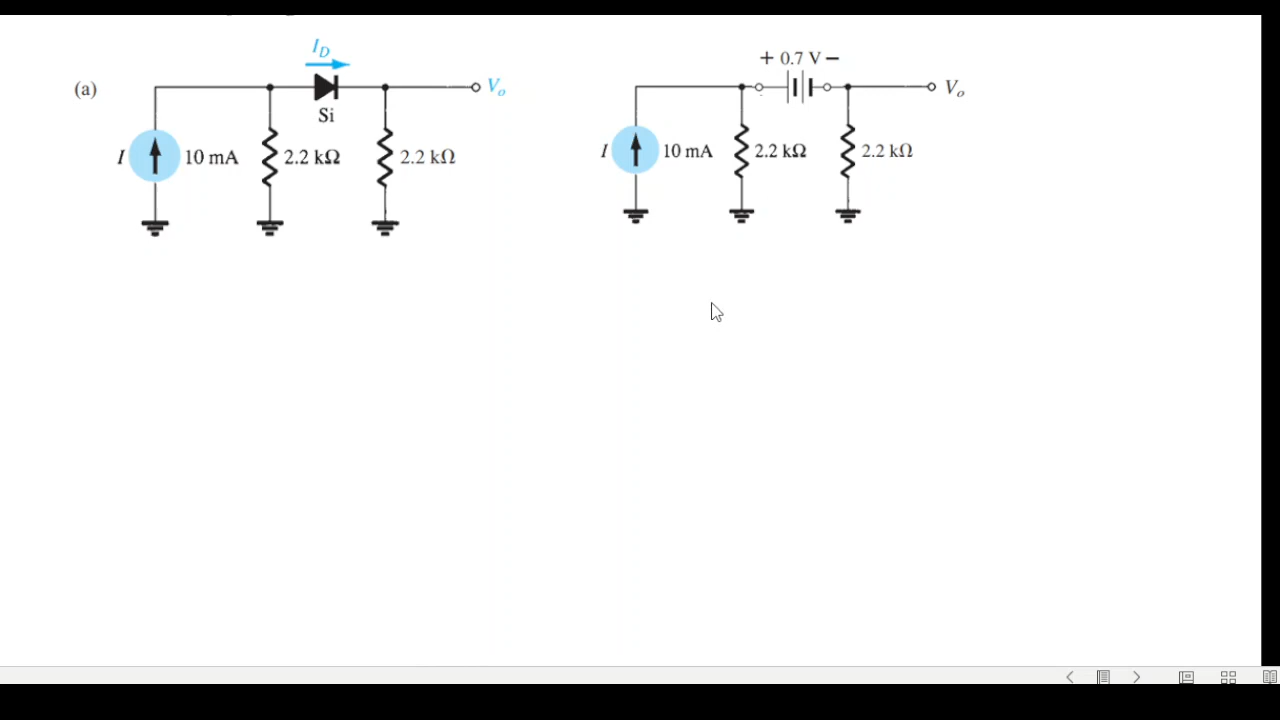 (a)
I_D
Si
V_o
I
10 mA
2.2 kΩ
2.2 kΩ
+ 0.7 V −
V_o
I
10 mA
2.2 kΩ
2.2 kΩ